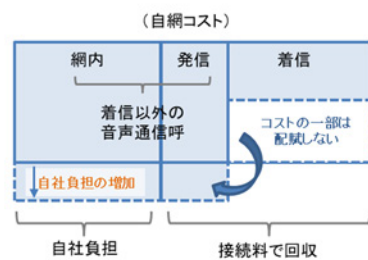 （自網コスト）
網内
発信
着信
着信以外の
音声通信呼
コストの一部は
配賦しない
自社負担の増加
自社負担
接続料で回収